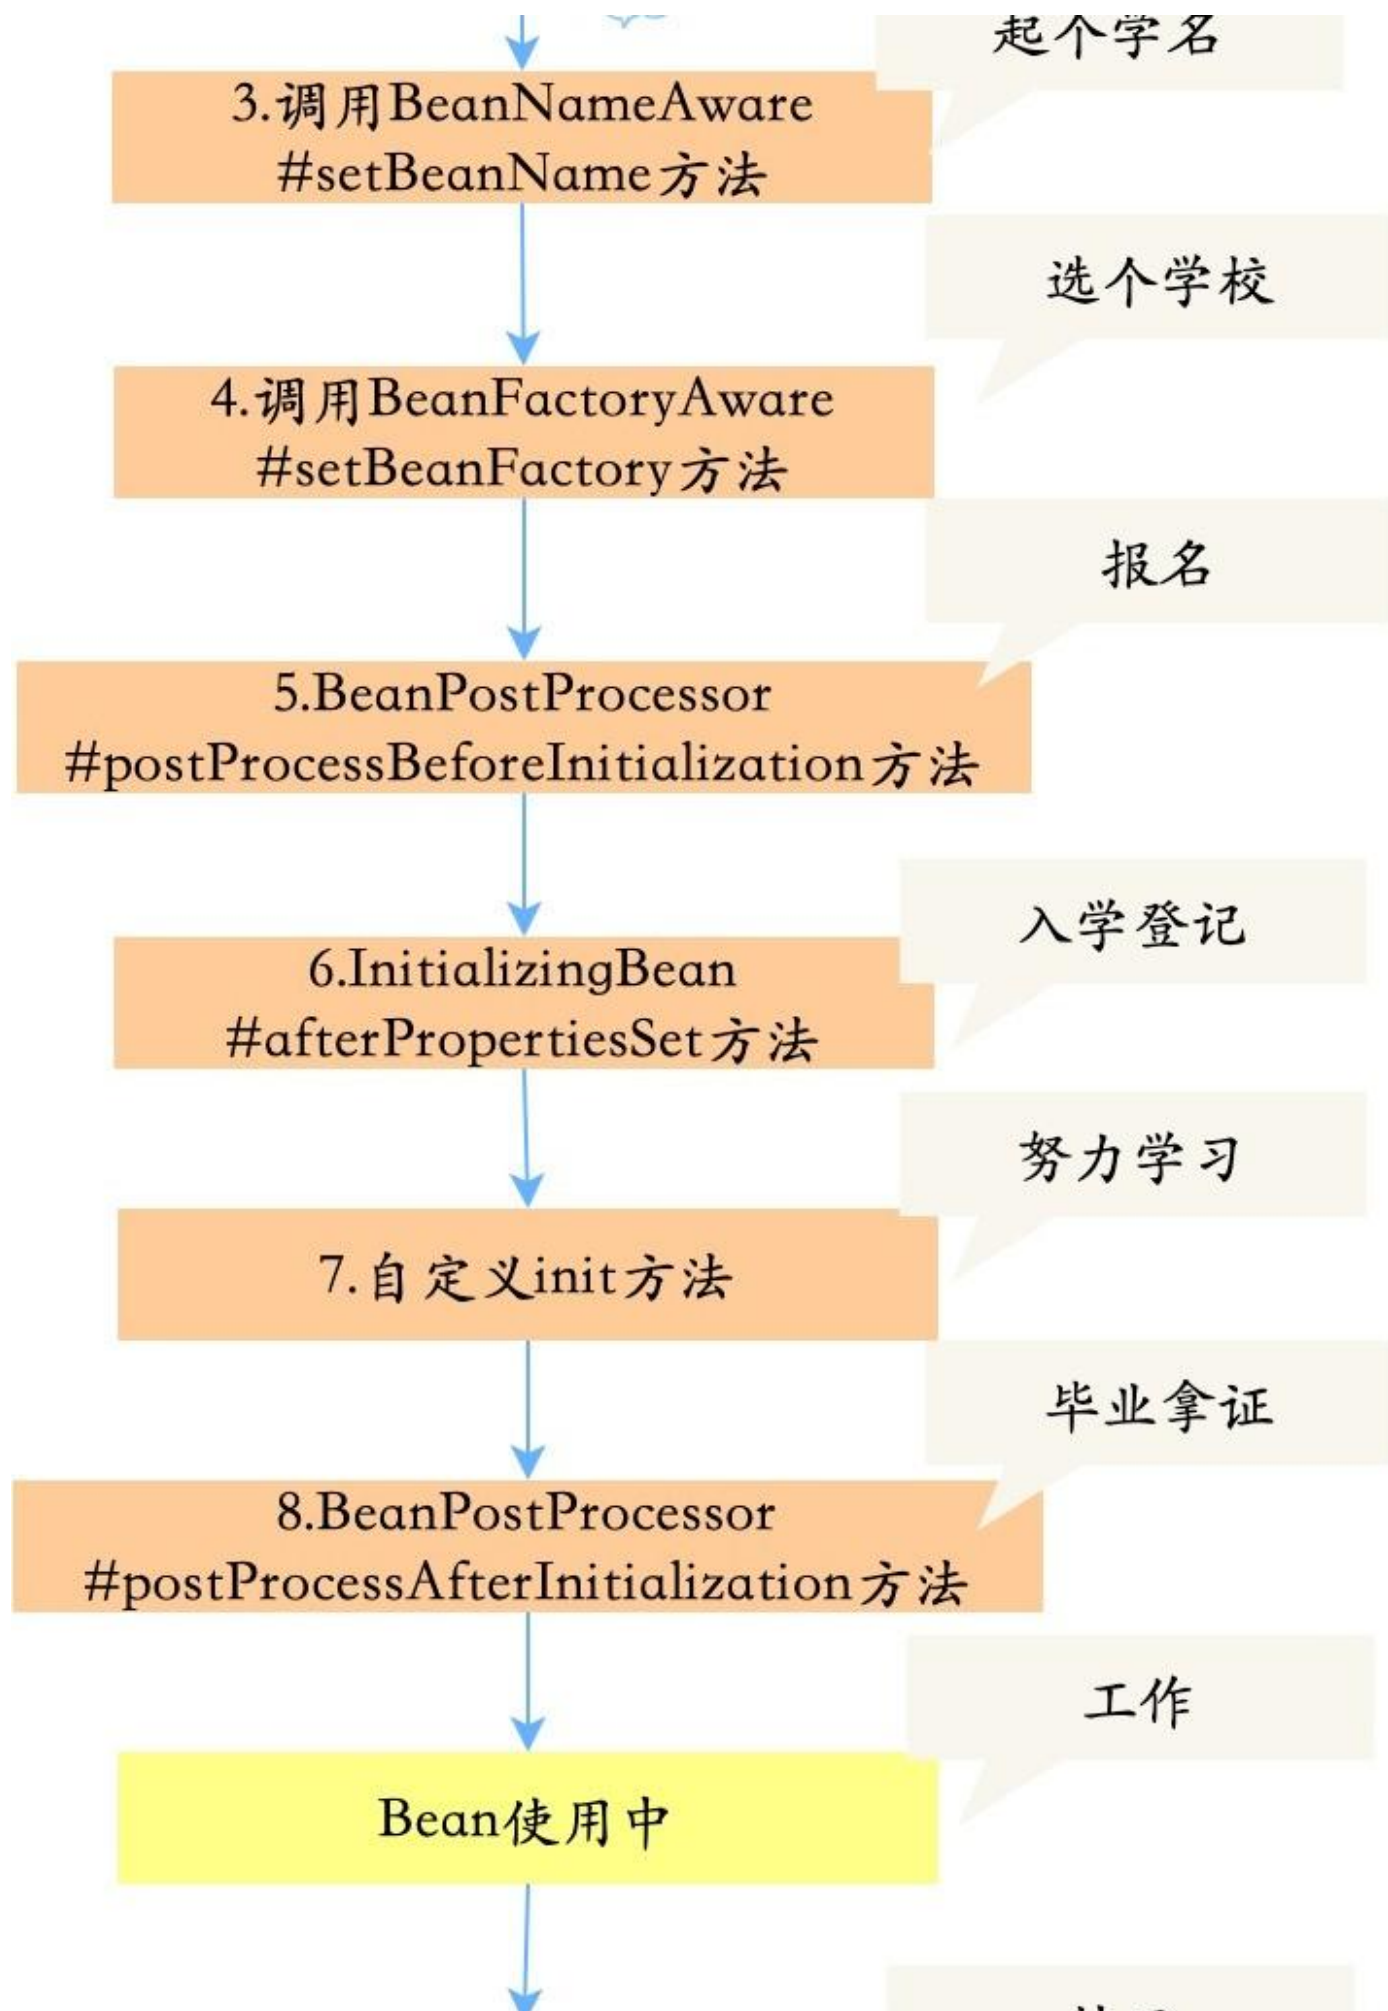 起个学名
3.调用BeanNameAware
#setBeanName方法
选个学校
4.调用BeanFactoryAware
#setBeanFactory方法
报名
5.BeanPostProcessor
#postProcessBeforeInitialization方法
入学登记
6.InitializingBean
#afterPropertiesSet方法
努力学习
7.自定义init方法
毕业拿证
8.BeanPostProcessor
#postProcessAfterInitialization方法
工作
Bean使用中